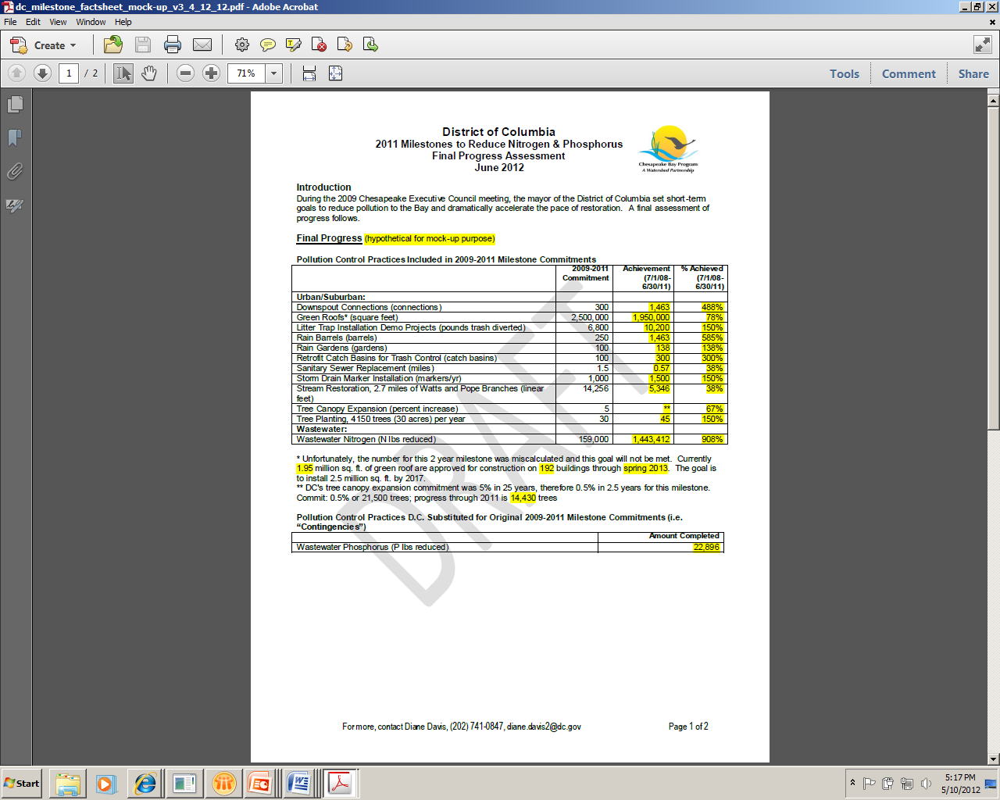 dc_milestone_factsheet_mock-up_v3_4_12_12.pdf - Adobe Acrobat
File Edit View Window Help
Create
1 / 2 71% Tools Comment Share
District of Columbia
2011 Milestones to Reduce Nitrogen & Phosphorus
Final Progress Assessment
June 2012
Chesapeake Bay Program
A Watershed Partnership
Introduction
During the 2009 Chesapeake Executive Council meeting, the mayor of the District of Columbia set short-term
goals to reduce pollution to the Bay and dramatically accelerate the pace of restoration. A final assessment of
progress follows.
Final Progress (hypothetical for mock-up purpose)
Pollution Control Practices Included in 2009-2011 Milestone Commitments
2009-2011 Achievement % Achieved
Commitment (7/1/08- (7/1/08-
6/30/11) 6/30/11)
Urban/Suburban:
Downspout Connections (connections) 300 1,463 488%
Green Roofs* (square feet) 2,500,000 1,950,000 78%
Litter Trap Installation Demo Projects (pounds trash diverted) 6,800 10,200 150%
Rain Barrels (barrels) 250 1,463 585%
Rain Gardens (gardens) 100 138 138%
Retrofit Catch Basins for Trash Control (catch basins) 100 300 300%
Sanitary Sewer Replacement (miles) 1.5 0.57 38%
Storm Drain Marker Installation (markers/yr) 1,000 1,500 150%
Stream Restoration, 2.7 miles of Watts and Pope Branches (linear 14,256 5,346 38%
feet)
Tree Canopy Expansion (percent increase) 5 ** 67%
Tree Planting, 4150 trees (30 acres) per year 30 45 150%
Wastewater:
Wastewater Nitrogen (N lbs reduced) 159,000 1,443,412 908%
* Unfortunately, the number for this 2 year milestone was miscalculated and this goal will not be met. Currently
1.95 million sq. ft. of green roof are approved for construction on 192 buildings through spring 2013. The goal is
to install 2.5 million sq. ft. by 2017.
** DC's tree canopy expansion commitment was 5% in 25 years, therefore 0.5% in 2.5 years for this milestone.
Commit: 0.5% or 21,500 trees; progress through 2011 is 14,430 trees
Pollution Control Practices D.C. Substituted for Original 2009-2011 Milestone Commitments (i.e.
“Contingencies”)
Amount Completed
Wastewater Phosphorus (P lbs reduced) 22,896
DRAFT
For more, contact Diane Davis, (202) 741-0847, diane.davis2@dc.gov Page 1 of 2
Start 5:17 PM
5/10/2012